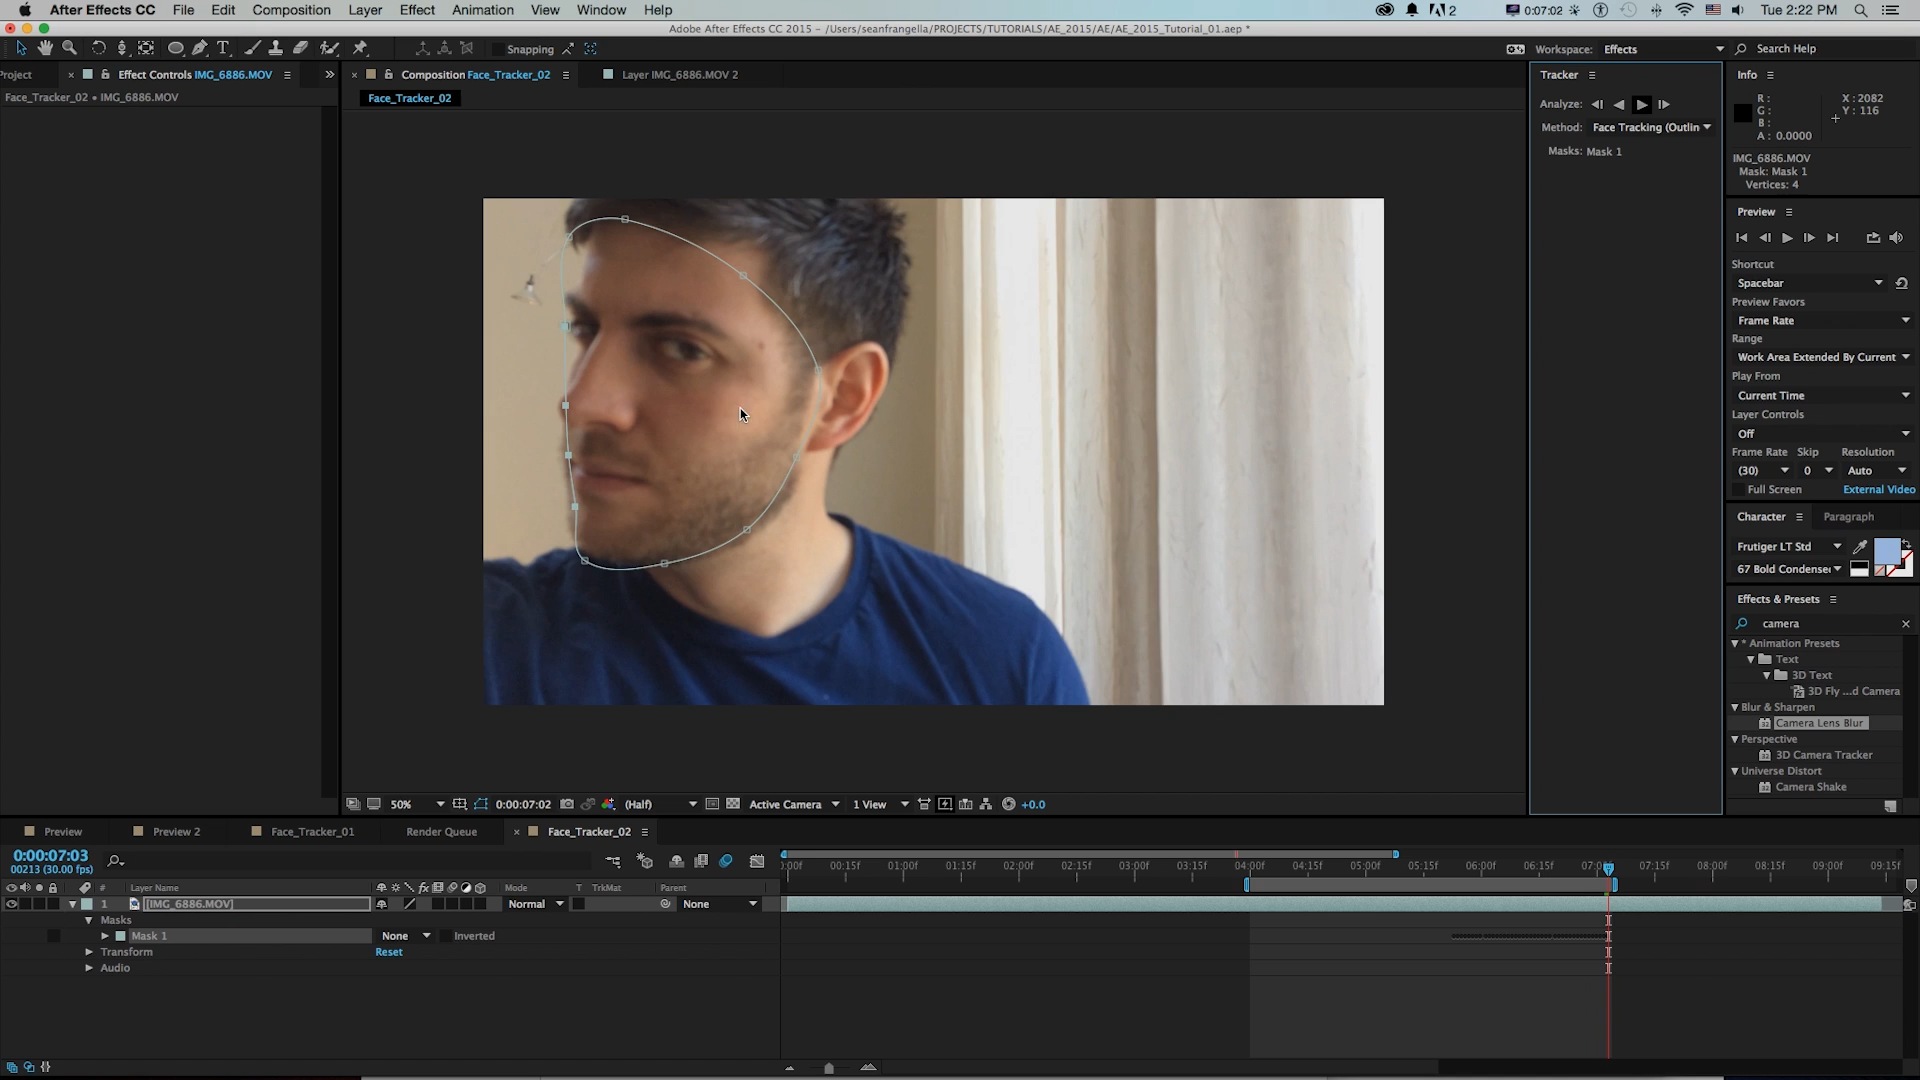 After Effects CC File Edit Composition Layer Effect Animation View Window Help 2 0:07:02 Tue 2:22 PM
Adobe After Effects CC 2015 - /Users/seanfrangella/PROJECTS/TUTORIALS/AE_2015/AE/AE_2015_Tutorial_01.aep *
Snapping Workspace: Effects Search Help
Project Effect Controls IMG_6886.MOV Composition Face_Tracker_02 Layer IMG_6886.MOV 2 Tracker Info
Face_Tracker_02 • IMG_6886.MOV Face_Tracker_02
Analyze:
Method: Face Tracking (Outlin
Masks: Mask 1
R: X: 2082
G: Y: 116
B:
A: 0.0000
IMG_6886.MOV
Mask: Mask 1
Vertices: 4
Preview
Shortcut
Spacebar
Preview Favors
Frame Rate
Range
Work Area Extended By Current
Play From
Current Time
Layer Controls
Off
Frame Rate Skip Resolution
(30) 0 Auto
Full Screen External Video
Character Paragraph
Frutiger LT Std
67 Bold Condense
Effects & Presets
camera
* Animation Presets
Text
3D Text
3D Fly ...d Camera
Blur & Sharpen
Camera Lens Blur
Perspective
3D Camera Tracker
Universe Distort
Camera Shake
50% 0:00:07:02 (Half) Active Camera 1 View +0.0
Preview Preview 2 Face_Tracker_01 Render Queue Face_Tracker_02
0:00:07:03
00213 (30.00 fps)
:00f 00:15f 01:00f 01:15f 02:00f 02:15f 03:00f 03:15f 04:00f 04:15f 05:00f 05:15f 06:00f 06:15f 07:0 07:15f 08:00f 08:15f 09:00f 09:15f
# Layer Name fx Mode T TrkMat Parent
1 [IMG_6886.MOV] Normal None
Masks
Mask 1 None Inverted
Transform Reset
Audio